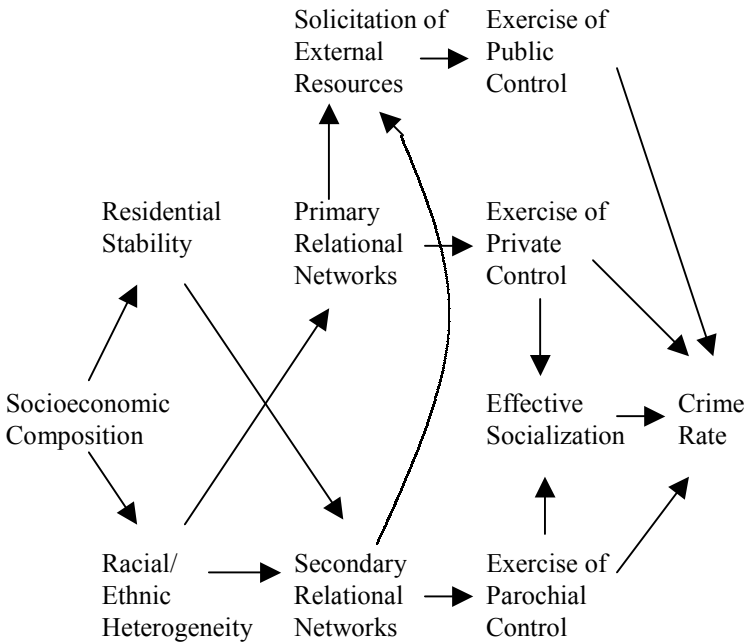 Solicitation of
External
Resources
Exercise of
Public
Control
Residential
Stability
Primary
Relational
Networks
Exercise of
Private
Control
Socioeconomic
Composition
Effective
Socialization
Crime
Rate
Racial/
Ethnic
Heterogeneity
Secondary
Relational
Networks
Exercise of
Parochial
Control